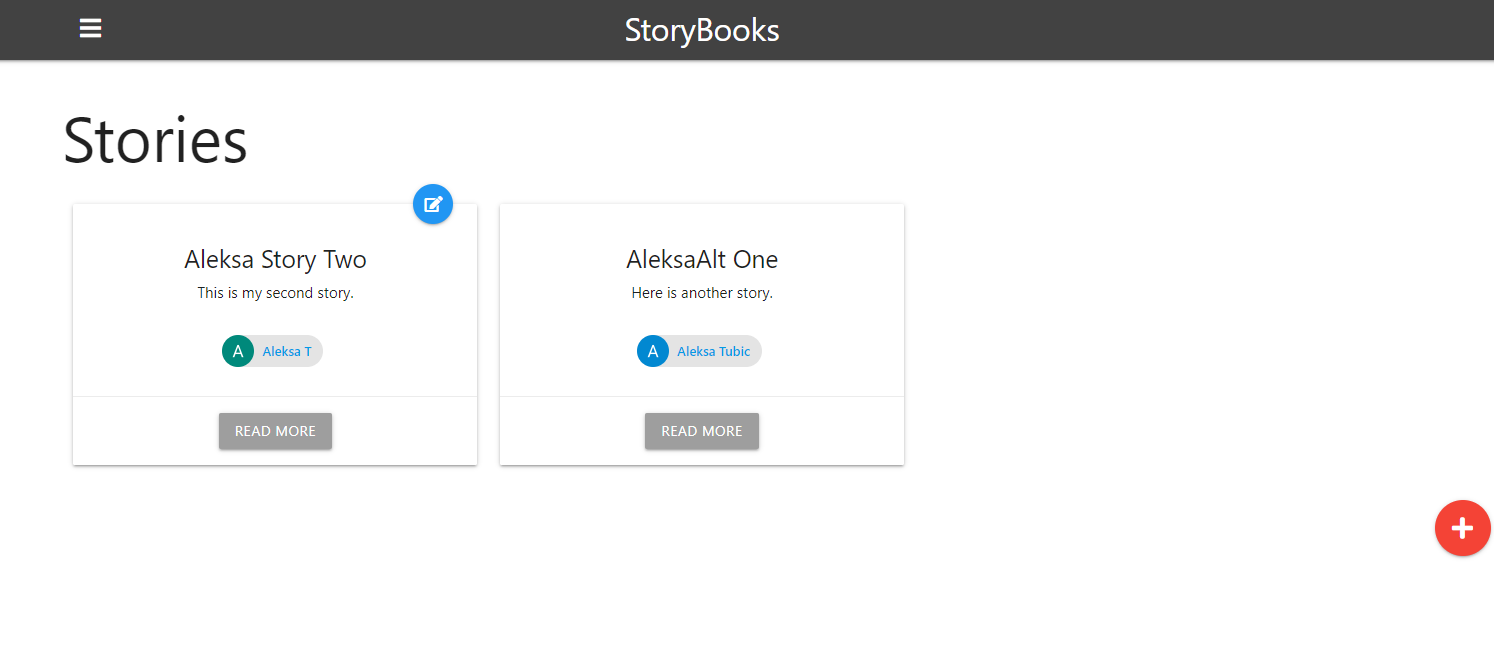 StoryBooks
Stories
Aleksa Story Two
This is my second story.
A Aleksa T
READ MORE
AleksaAlt One
Here is another story.
A Aleksa Tubic
READ MORE